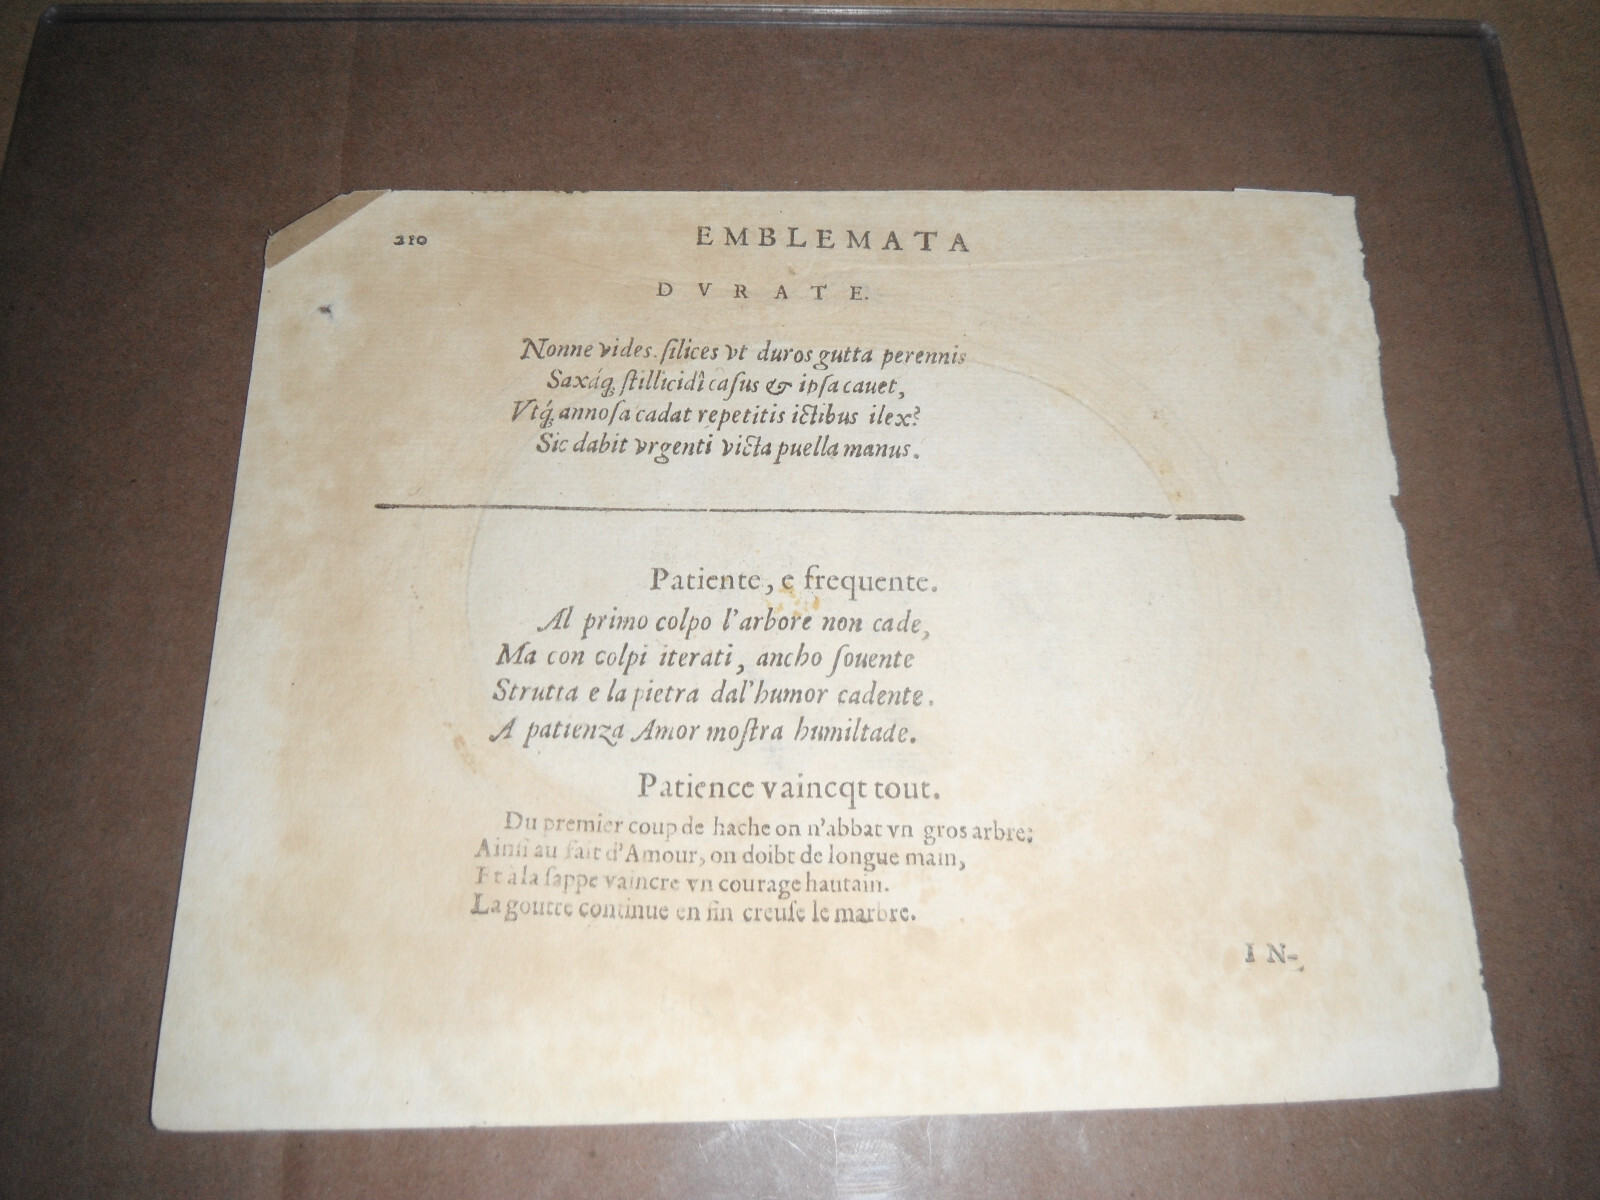 210
EMBLEMATA
DVRATE.
Nonne vides. ſilices vt duros gutta perennis
Saxáq; ſtillicidî caſus & ipſa cauet,
Vtq́; annoſa cadat repetitis ictibus ilex?
Sic dabit vrgenti victa puella manus.
Patiente, e frequente.
Al primo colpo l'arbore non cade,
Ma con colpi iterati, ancho ſouente
Strutta e la pietra dal'humor cadente.
A patienza Amor moſtra humiltade.
Patience vaincqt tout.
Du premier coup de hache on n'abbat vn gros arbre;
Ainſi au fait d'Amour, on doibt de longue main,
Et à la ſappe vaincre vn courage hautain.
La goutte continue en fin creuſe le marbre.
IN-